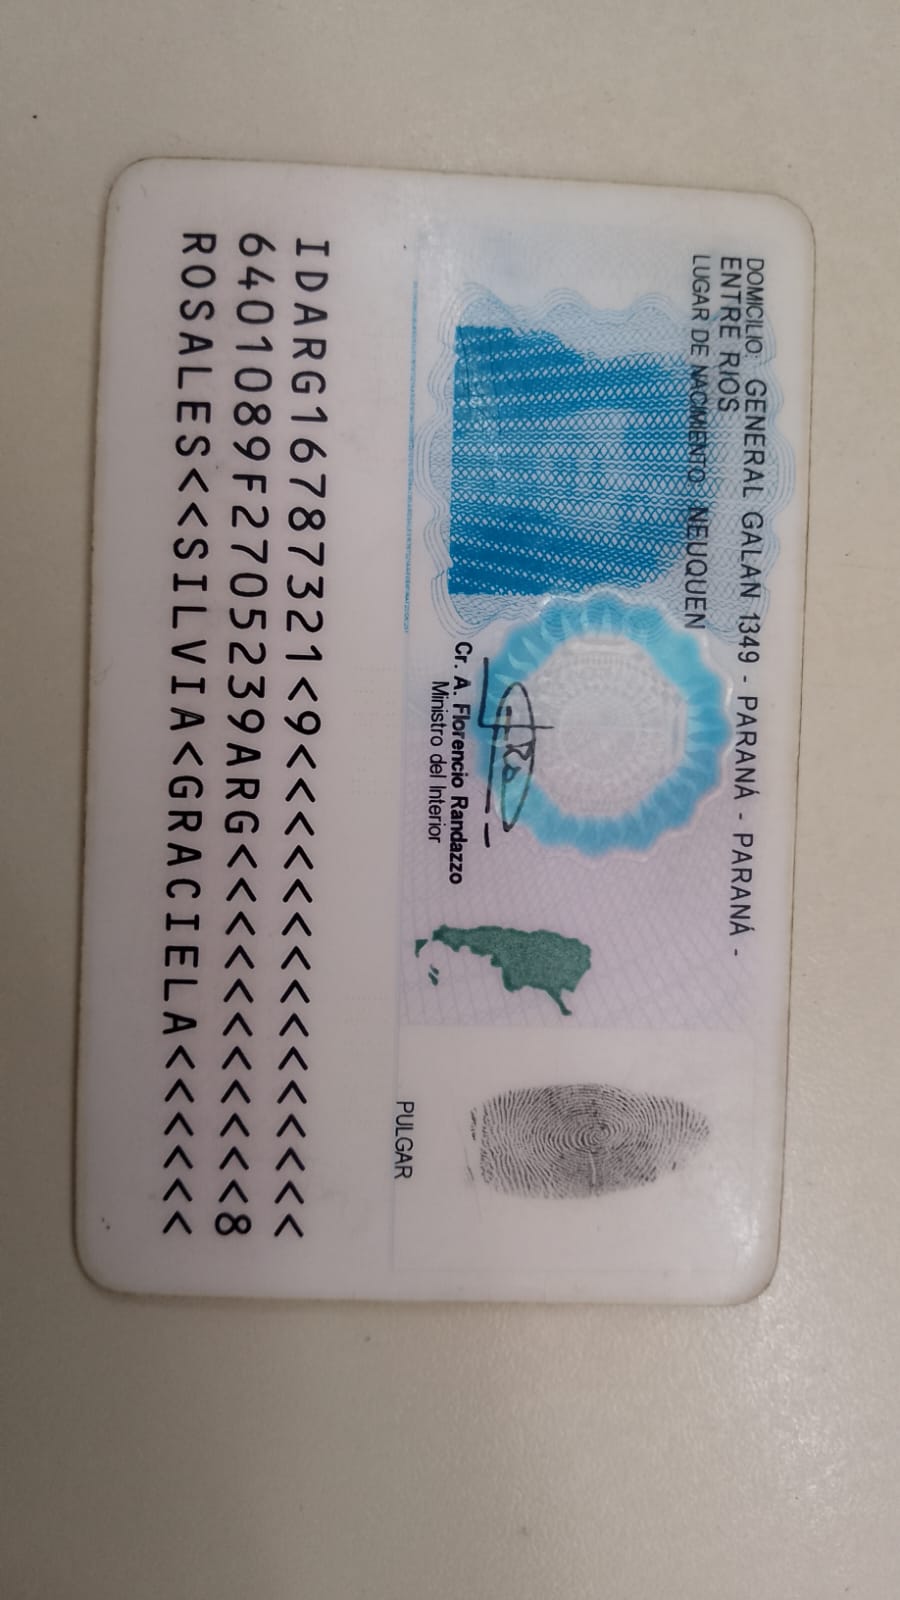 DOMICILIO: GENERAL GALAN 1349 - PARANÁ - PARANÁ -
ENTRE RIOS
LUGAR DE NACIMIENTO: NEUQUEN
Cr. A. Florencio Randazzo
Ministro del Interior
PULGAR
IDARG16787321<9<<<<<<<<<<<<<<<
6401089F2705239ARG<<<<<<<<<<<8
ROSALES<<SILVIA<GRACIELA<<<<<<